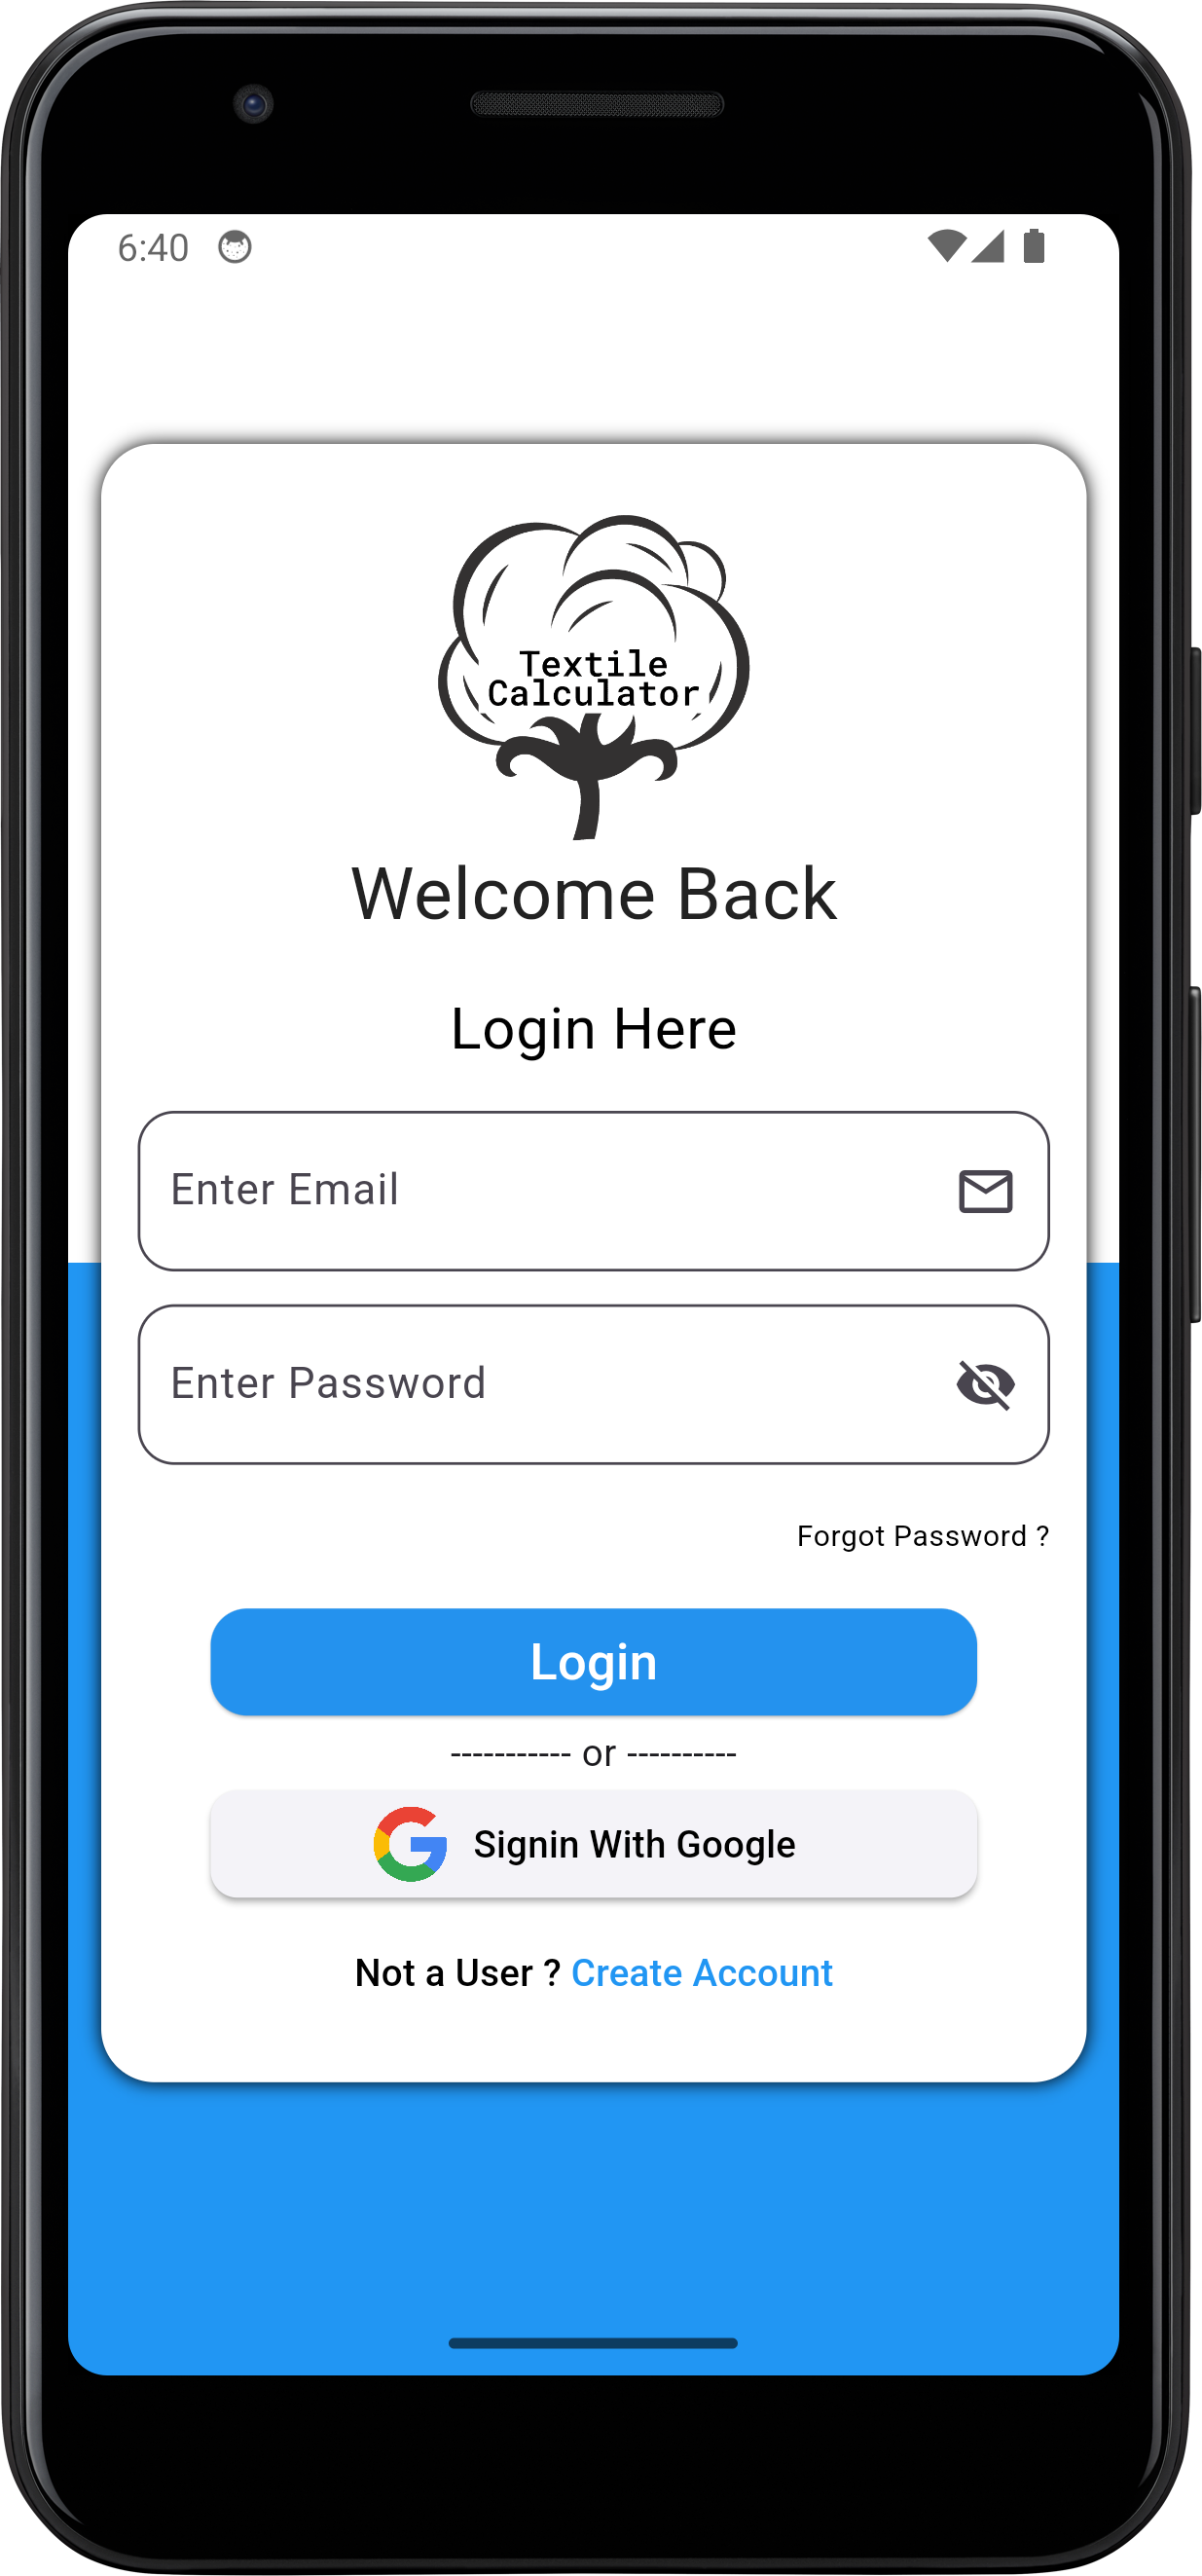 6:40
Textile
Calculator
Welcome Back
Login Here
Enter Email
Enter Password
Forgot Password ?
Login
----------- or ----------
Signin With Google
Not a User ? Create Account